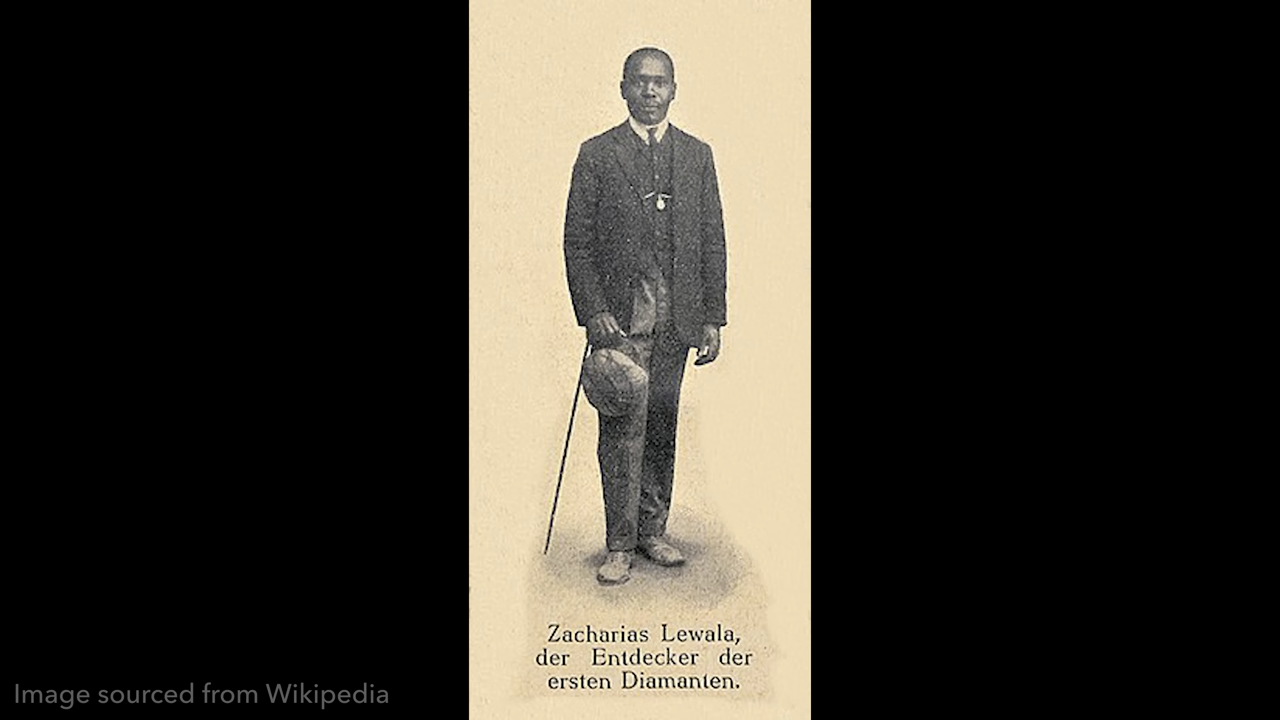 Zacharias Lewala,
der Entdecker der
ersten Diamanten.
Image sourced from Wikipedia